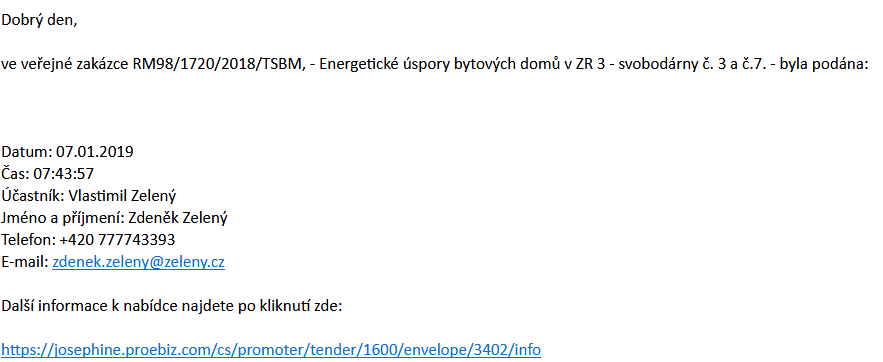 Dobrý den,
ve veřejné zakázce RM98/1720/2018/TSBM, - Energetické úspory bytových domů v ZR 3 - svobodárny č. 3 a č.7. - byla podána:
Datum: 07.01.2019
Čas: 07:43:57
Účastník: Vlastimil Zelený
Jméno a příjmení: Zdeněk Zelený
Telefon: +420 777743393
E-mail: zdenek.zeleny@zeleny.cz
Další informace k nabídce najdete po kliknutí zde:
https://josephine.proebiz.com/cs/promoter/tender/1600/envelope/3402/info